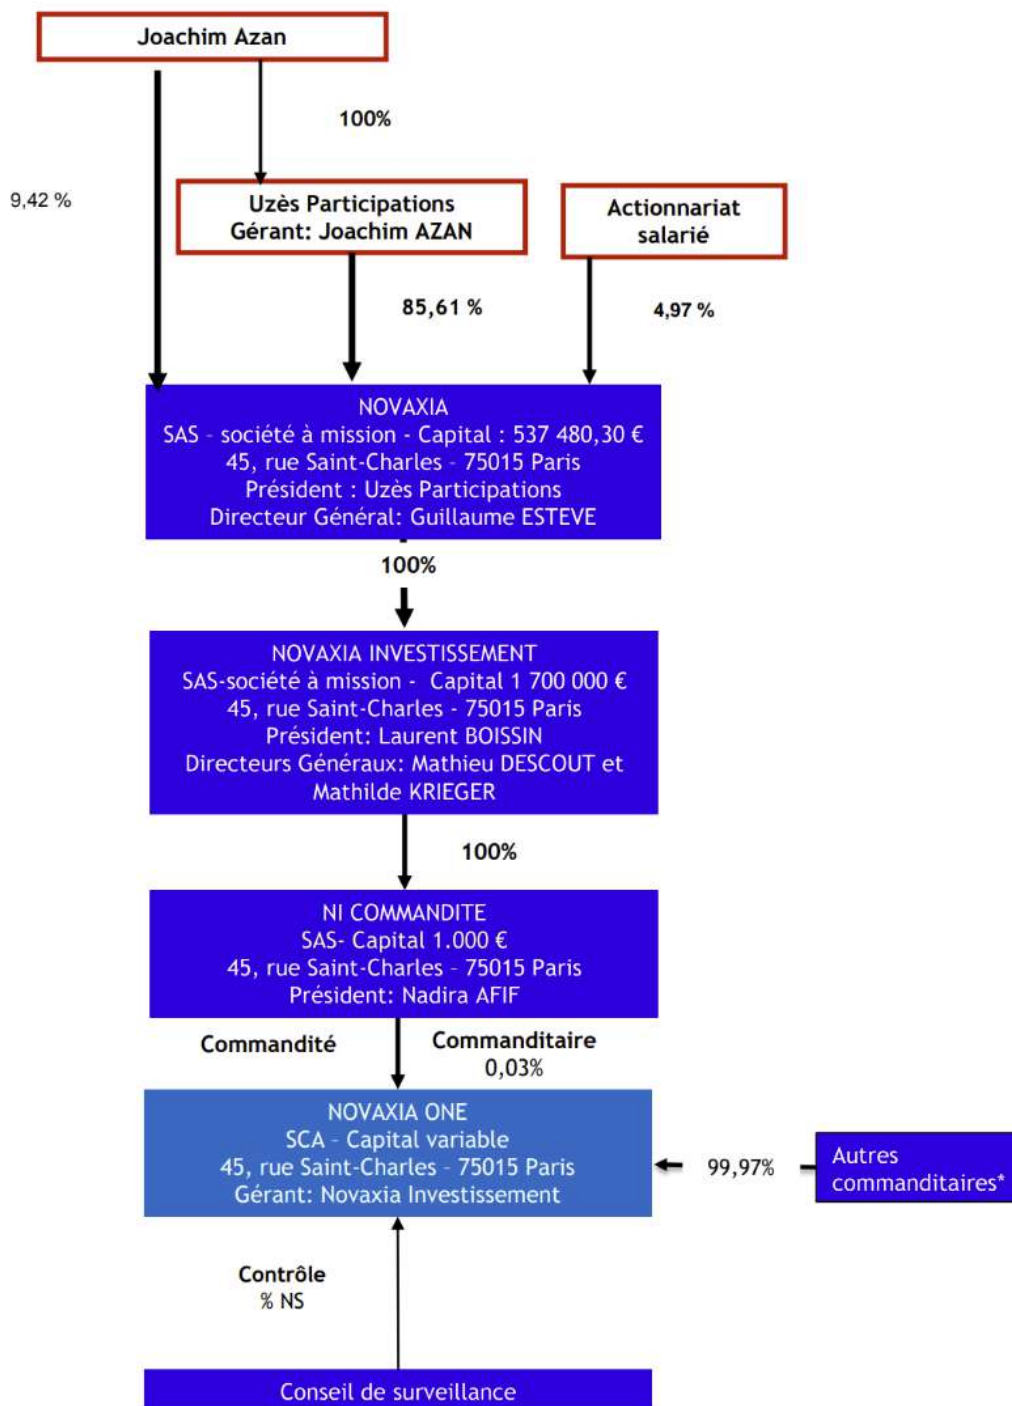 Joachim Azan
100%
9,42 %
Uzès Participations
Gérant: Joachim AZAN
Actionnariat
salarié
85,61 %
4,97 %
NOVAXIA
SAS – société à mission - Capital : 537 480,30 €
45, rue Saint-Charles – 75015 Paris
Président : Uzès Participations
Directeur Général: Guillaume ESTEVE
100%
NOVAXIA INVESTISSEMENT
SAS-société à mission - Capital 1 700 000 €
45, rue Saint-Charles - 75015 Paris
Président: Laurent BOISSIN
Directeurs Généraux: Mathieu DESCOUT et
Mathilde KRIEGER
100%
NI COMMANDITE
SAS- Capital 1.000 €
45, rue Saint-Charles – 75015 Paris
Président: Nadira AFIF
Commandité
Commanditaire
0,03%
NOVAXIA ONE
SCA – Capital variable
45, rue Saint-Charles – 75015 Paris
Gérant: Novaxia Investissement
99,97%
Autres
commanditaires*
Contrôle
% NS
Conseil de surveillance